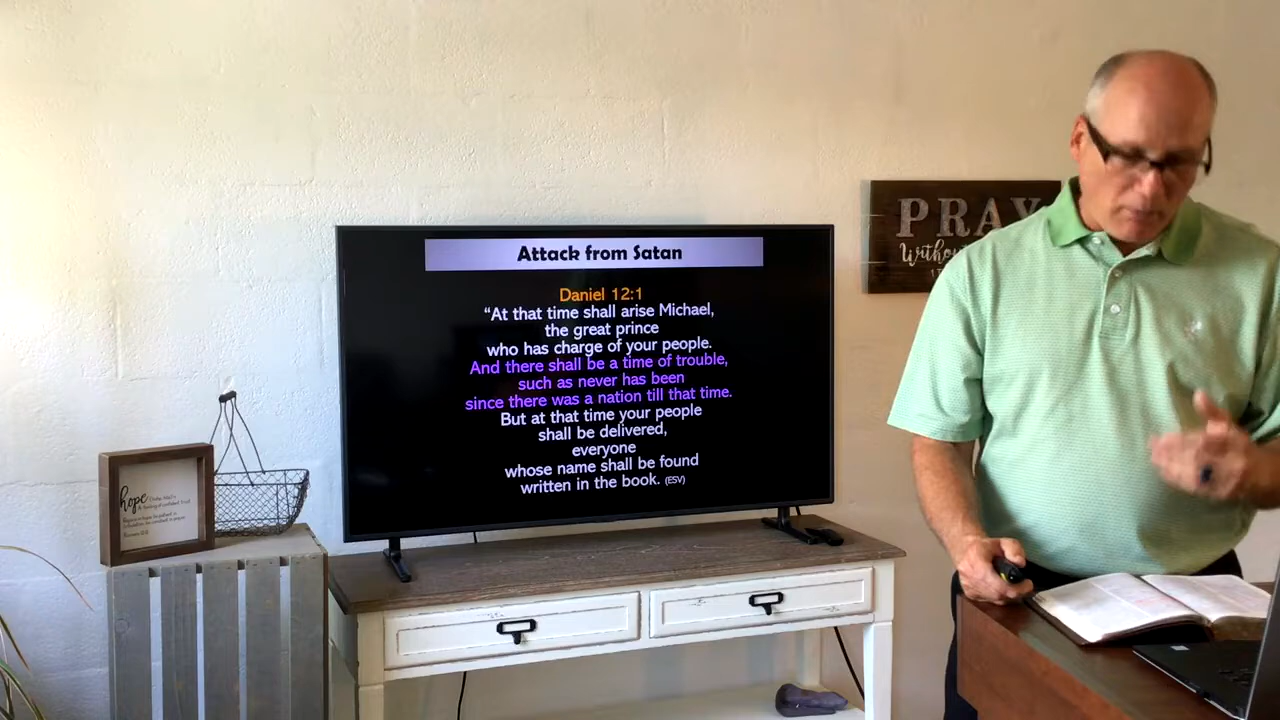 Attack from Satan
Daniel 12:1
“At that time shall arise Michael,
the great prince
who has charge of your people.
And there shall be a time of trouble,
such as never has been
since there was a nation till that time.
But at that time your people
shall be delivered,
everyone
whose name shall be found
written in the book. (ESV)
PRAY
hope